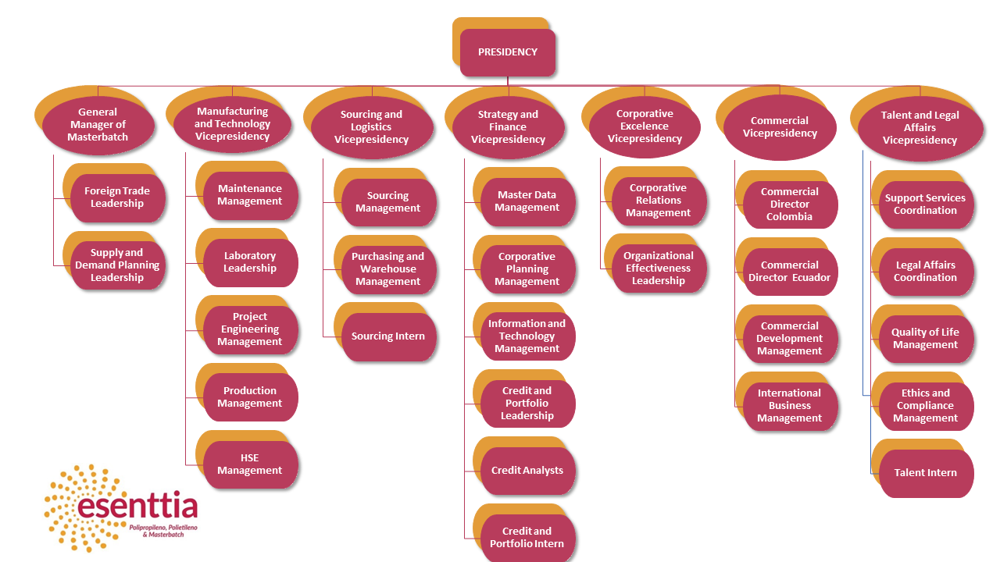 PRESIDENCY
General
Manager of
Masterbatch
Manufacturing
and Technology
Vicepresidency
Sourcing and
Logistics
Vicepresidency
Strategy and
Finance
Vicepresidency
Corporative
Excelence
Vicepresidency
Commercial
Vicepresidency
Talent and Legal
Affairs
Vicepresidency
Foreign Trade
Leadership
Supply and
Demand Planning
Leadership
Maintenance
Management
Laboratory
Leadership
Project
Engineering
Management
Production
Management
HSE
Management
Sourcing
Management
Purchasing and
Warehouse
Management
Sourcing Intern
Master Data
Management
Corporative
Planning
Management
Information and
Technology
Management
Credit and
Portfolio
Leadership
Credit Analysts
Credit and
Portfolio Intern
Corporative
Relations
Management
Organizational
Effectiveness
Leadership
Commercial
Director
Colombia
Commercial
Director Ecuador
Commercial
Development
Management
International
Business
Management
Support Services
Coordination
Legal Affairs
Coordination
Quality of Life
Management
Ethics and
Compliance
Management
Talent Intern
esenttia
Polipropileno, Polietileno
& Masterbatch